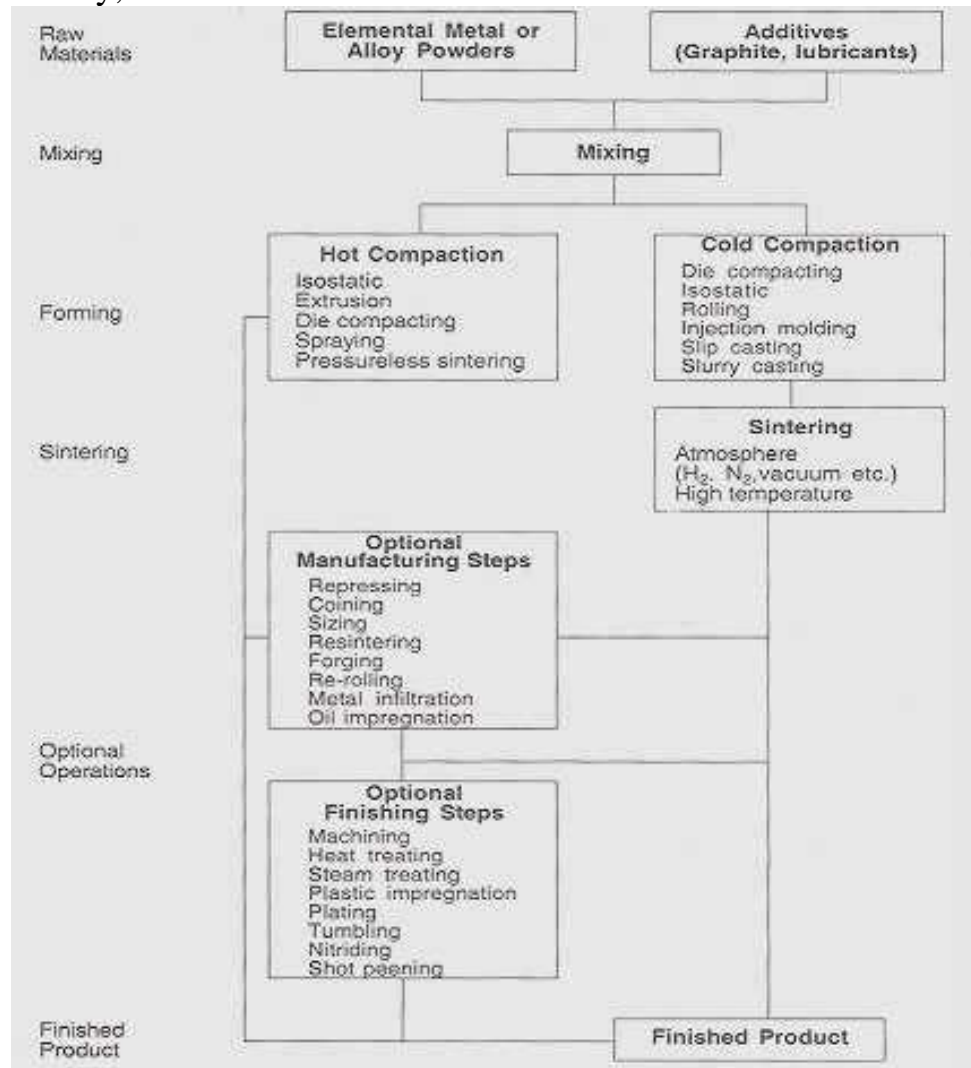 Raw
Materials
Elemental Metal or
Alloy Powders
Additives
(Graphite, lubricants)
Mixing
Mixing
Forming
Hot Compaction
Isostatic
Extrusion
Die compacting
Spraying
Pressureless sintering
Cold Compaction
Die compacting
Isostatic
Rolling
Injection molding
Slip casting
Slurry casting
Sintering
Sintering
Atmosphere
(H₂. N₂,vacuum etc.)
High temperature
Optional
Manufacturing Steps
Repressing
Coining
Sizing
Resintering
Forging
Re-rolling
Metal infiltration
Oil impregnation
Optional
Operations
Optional
Finishing Steps
Machining
Heat treating
Steam treating
Plastic impregnation
Plating
Tumbling
Nitriding
Shot peening
Finished
Product
Finished Product